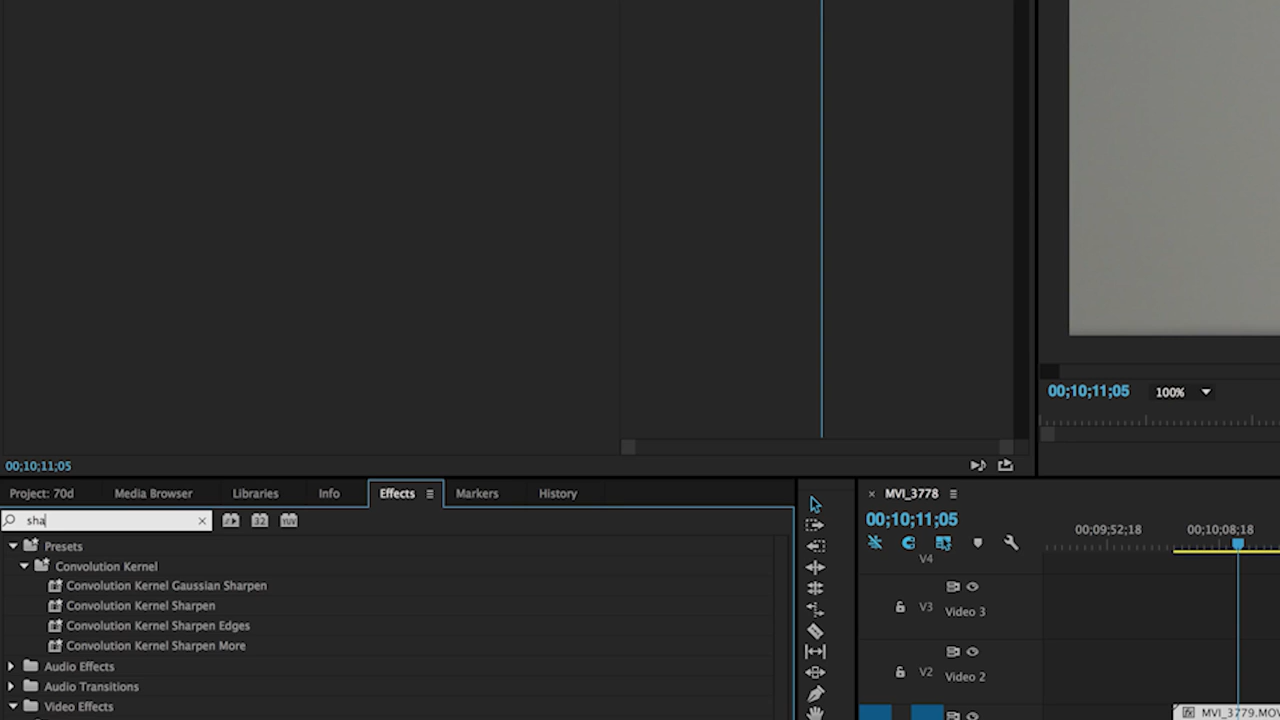 00;10;11;05 100%
00;10;11;05
Project: 70d Media Browser Libraries Info Effects Markers History
sha 32 YUV
Presets
Convolution Kernel
Convolution Kernel Gaussian Sharpen
Convolution Kernel Sharpen
Convolution Kernel Sharpen Edges
Convolution Kernel Sharpen More
Audio Effects
Audio Transitions
Video Effects
MVI_3778
00;10;11;05
00;09;52;18 00;10;08;18
V4
V3 Video 3
V2 Video 2
fx MVI_3779.MOV